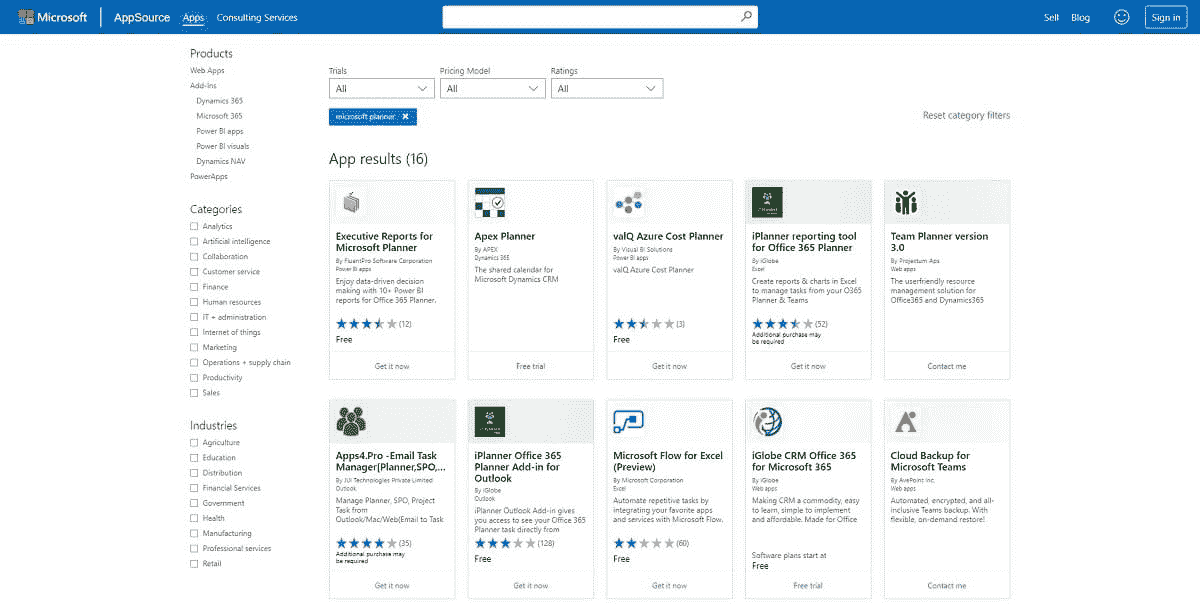 Microsoft AppSource Apps Consulting Services Sell Blog Sign in
Products
Web Apps
Add-Ins
Dynamics 365
Microsoft 365
Power BI apps
Power BI visuals
Dynamics NAV
PowerApps
Categories
Analytics
Artificial intelligence
Collaboration
Customer service
Finance
Human resources
IT + administration
Internet of things
Marketing
Operations + supply chain
Productivity
Sales
Industries
Agriculture
Education
Distribution
Financial Services
Government
Health
Manufacturing
Professional services
Retail
Trials Pricing Model Ratings
All All All
microsoft planner
Reset category filters
App results (16)
Executive Reports for
Microsoft Planner
By FluentPro Software Corporation
Power BI apps
Enjoy data-driven decision
making with 10+ Power BI
reports for Office 365 Planner.
(12)
Free
Get it now
Apex Planner
By APEX
Dynamics 365
The shared calendar for
Microsoft Dynamics CRM
Free trial
valQ Azure Cost Planner
By Visual BI Solutions
Power BI apps
valQ Azure Cost Planner
(3)
Free
Get it now
iPlanner reporting tool
for Office 365 Planner
By iGlobe
Excel
Create reports & charts in Excel
to manage tasks from your O365
Planner & Teams
(52)
Additional purchase may
be required
Get it now
Team Planner version
3.0
By Projectum Aps
Web apps
The userfriendly resource
management solution for
Office365 and Dynamics365
Contact me
Apps4.Pro -Email Task
Manager(Planner,SPO,...
By JiJi Technologies Private Limited
Outlook
Manage Planner, SPO, Project
Task from
Outlook/Mac/Web(Email to Task
(35)
Additional purchase may
be required
Get it now
iPlanner Office 365
Planner Add-in for
Outlook
By iGlobe
Outlook
iPlanner Outlook Add-in gives
you access to see your Office 365
Planner task directly from
(128)
Free
Get it now
Microsoft Flow for Excel
(Preview)
By Microsoft Corporation
Excel
Automate repetitive tasks by
integrating your favorite apps
and services with Microsoft Flow.
(60)
Free
Get it now
iGlobe CRM Office 365
for Microsoft 365
By iGlobe
Web apps
Making CRM a commodity, easy
to learn, simple to implement
and affordable. Made for Office
Software plans start at
Free
Free trial
Cloud Backup for
Microsoft Teams
By AvePoint Inc.
Web apps
Automated, encrypted, and all-
inclusive Teams backup. With
flexible, on-demand restore!
Contact me